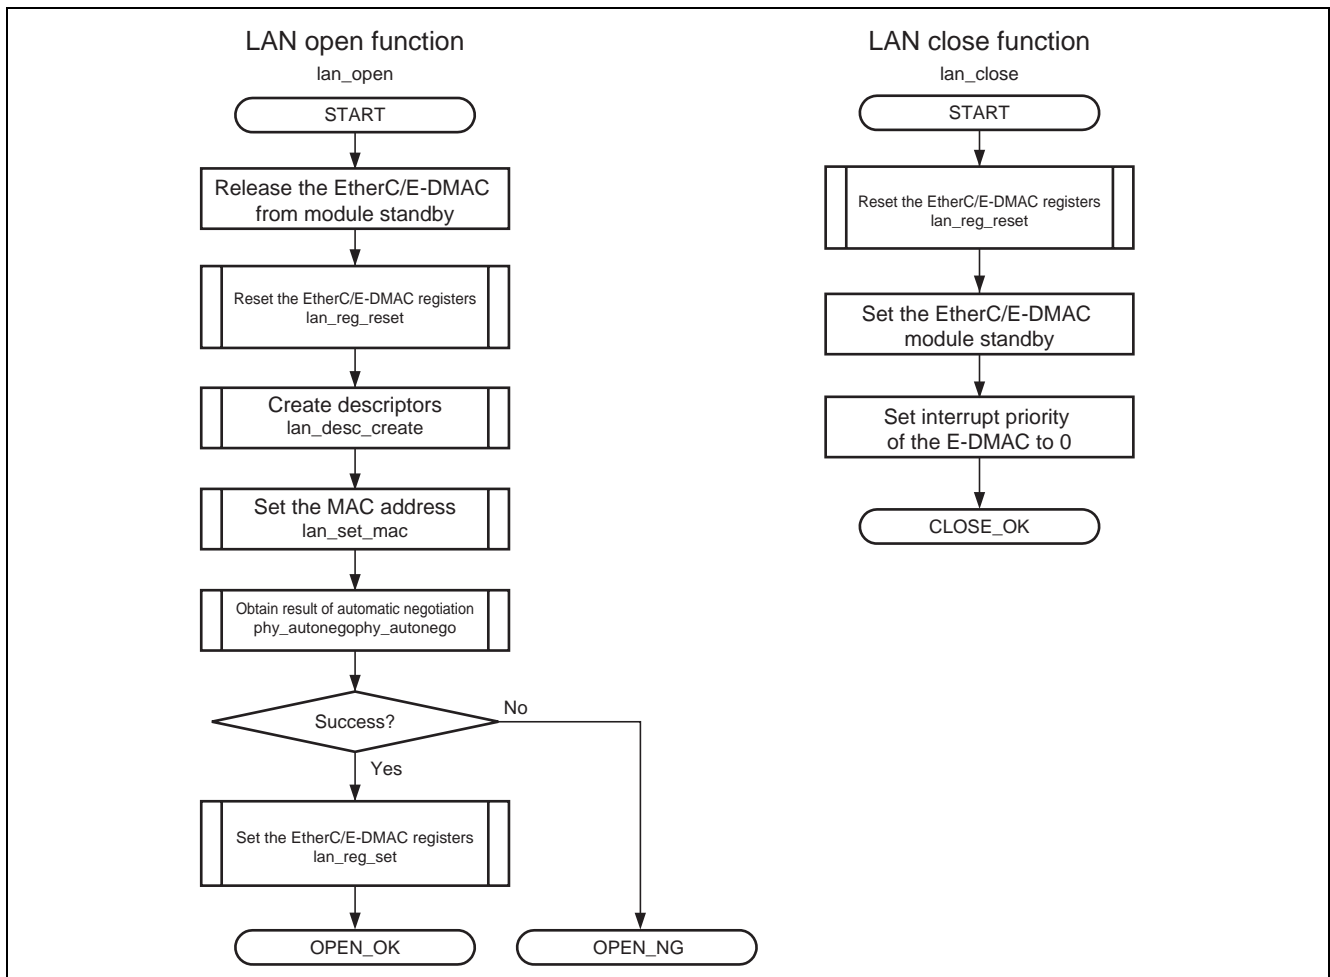 LAN open function
lan_open
START
Release the EtherC/E-DMAC
from module standby
Reset the EtherC/E-DMAC registers
lan_reg_reset
Create descriptors
lan_desc_create
Set the MAC address
lan_set_mac
Obtain result of automatic negotiation
phy_autonegophy_autonego
Success?
No
Yes
Set the EtherC/E-DMAC registers
lan_reg_set
OPEN_OK
OPEN_NG
LAN close function
lan_close
START
Reset the EtherC/E-DMAC registers
lan_reg_reset
Set the EtherC/E-DMAC
module standby
Set interrupt priority
of the E-DMAC to 0
CLOSE_OK